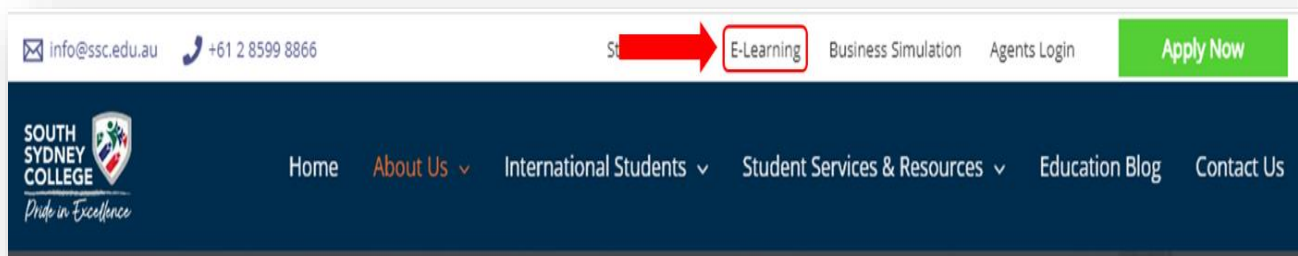 info@ssc.edu.au +61 2 8599 8866 E-Learning Business Simulation Agents Login Apply Now
SOUTH
SYDNEY
COLLEGE
Pride in Excellence
Home About Us International Students Student Services & Resources Education Blog Contact Us